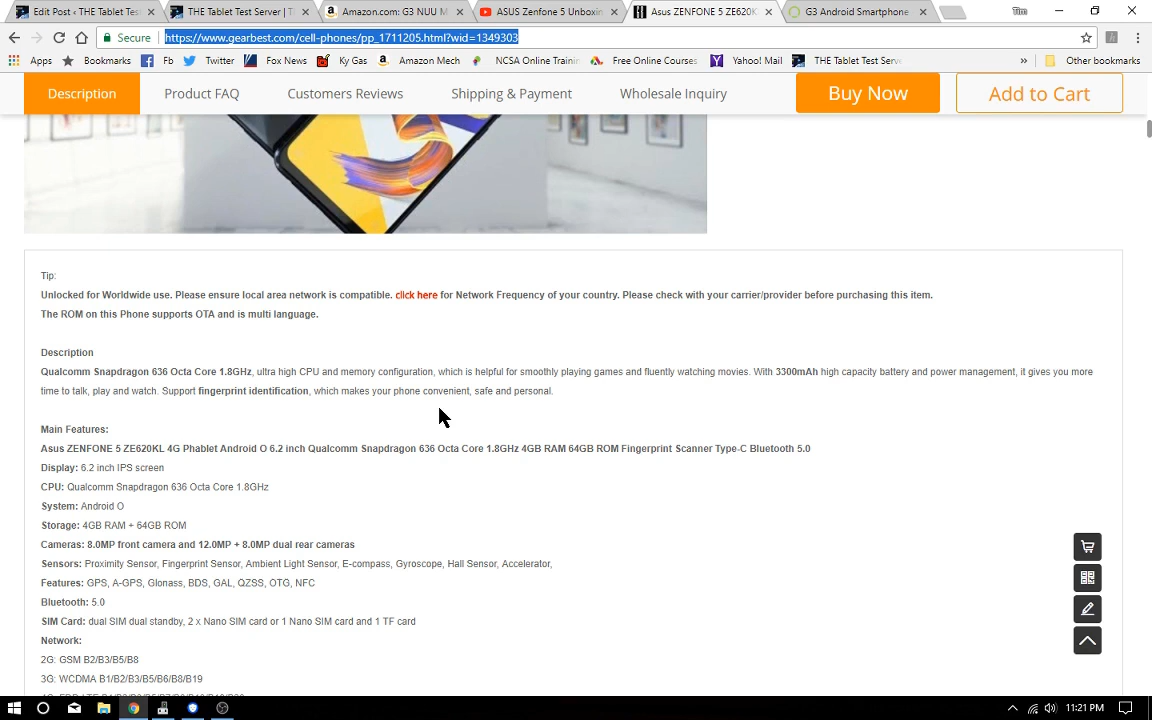 Edit Post ‹ THE Tablet Tes
THE Tablet Test Server | T
Amazon.com: G3 NUU M
ASUS Zenfone 5 Unboxin
Asus ZENFONE 5 ZE620K
G3 Android Smartphone
Tim
Secure
https://www.gearbest.com/cell-phones/pp_1711205.html?wid=1349303
Apps
Bookmarks
Fb
Twitter
Fox News
Ky Gas
Amazon Mech
NCSA Online Trainin
Free Online Courses
Yahoo! Mail
THE Tablet Test Serv
»
Other bookmarks
Description
Product FAQ
Customers Reviews
Shipping & Payment
Wholesale Inquiry
Buy Now
Add to Cart
Tip:
Unlocked for Worldwide use. Please ensure local area network is compatible. click here for Network Frequency of your country. Please check with your carrier/provider before purchasing this item.
The ROM on this Phone supports OTA and is multi language.
Description
Qualcomm Snapdragon 636 Octa Core 1.8GHz, ultra high CPU and memory configuration, which is helpful for smoothly playing games and fluently watching movies. With 3300mAh high capacity battery and power management, it gives you more
time to talk, play and watch. Support fingerprint identification, which makes your phone convenient, safe and personal.
Main Features:
Asus ZENFONE 5 ZE620KL 4G Phablet Android O 6.2 inch Qualcomm Snapdragon 636 Octa Core 1.8GHz 4GB RAM 64GB ROM Fingerprint Scanner Type-C Bluetooth 5.0
Display: 6.2 inch IPS screen
CPU: Qualcomm Snapdragon 636 Octa Core 1.8GHz
System: Android O
Storage: 4GB RAM + 64GB ROM
Cameras: 8.0MP front camera and 12.0MP + 8.0MP dual rear cameras
Sensors: Proximity Sensor, Fingerprint Sensor, Ambient Light Sensor, E-compass, Gyroscope, Hall Sensor, Accelerator,
Features: GPS, A-GPS, Glonass, BDS, GAL, QZSS, OTG, NFC
Bluetooth: 5.0
SIM Card: dual SIM dual standby, 2 x Nano SIM card or 1 Nano SIM card and 1 TF card
Network:
2G: GSM B2/B3/B5/B8
3G: WCDMA B1/B2/B3/B5/B6/B8/B19
11:21 PM